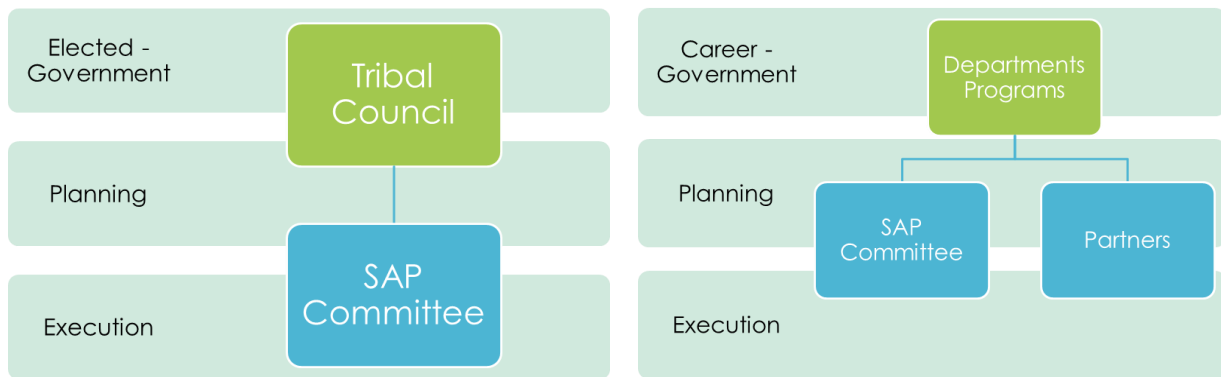 Elected -
Government
Tribal
Council
Planning
SAP
Committee
Execution
Career -
Government
Departments
Programs
Planning
SAP
Committee
Partners
Execution